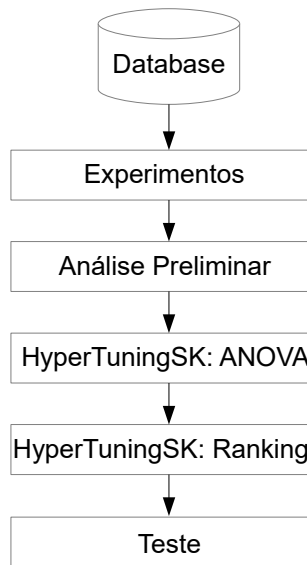 Database
Experimentos
Análise Preliminar
HyperTuningSK: ANOVA
HyperTuningSK: Ranking
Teste